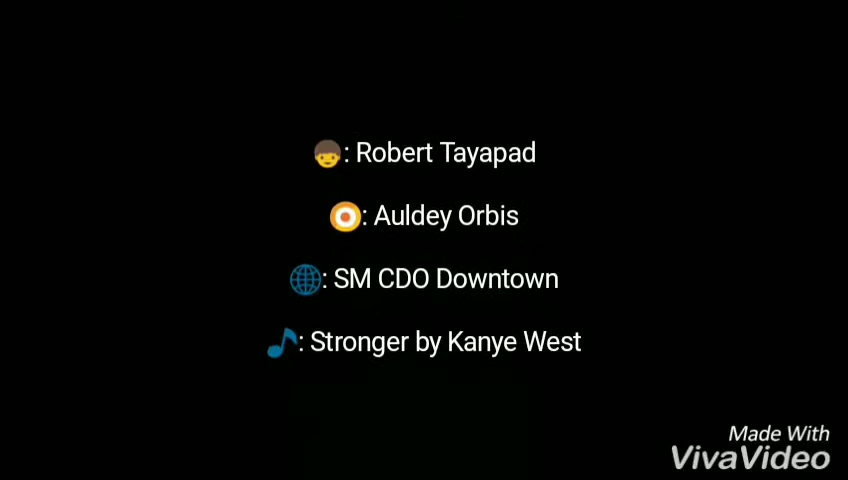 👦: Robert Tayapad
: Auldey Orbis
🌐: SM CDO Downtown
🎵: Stronger by Kanye West
Made With
VivaVideo